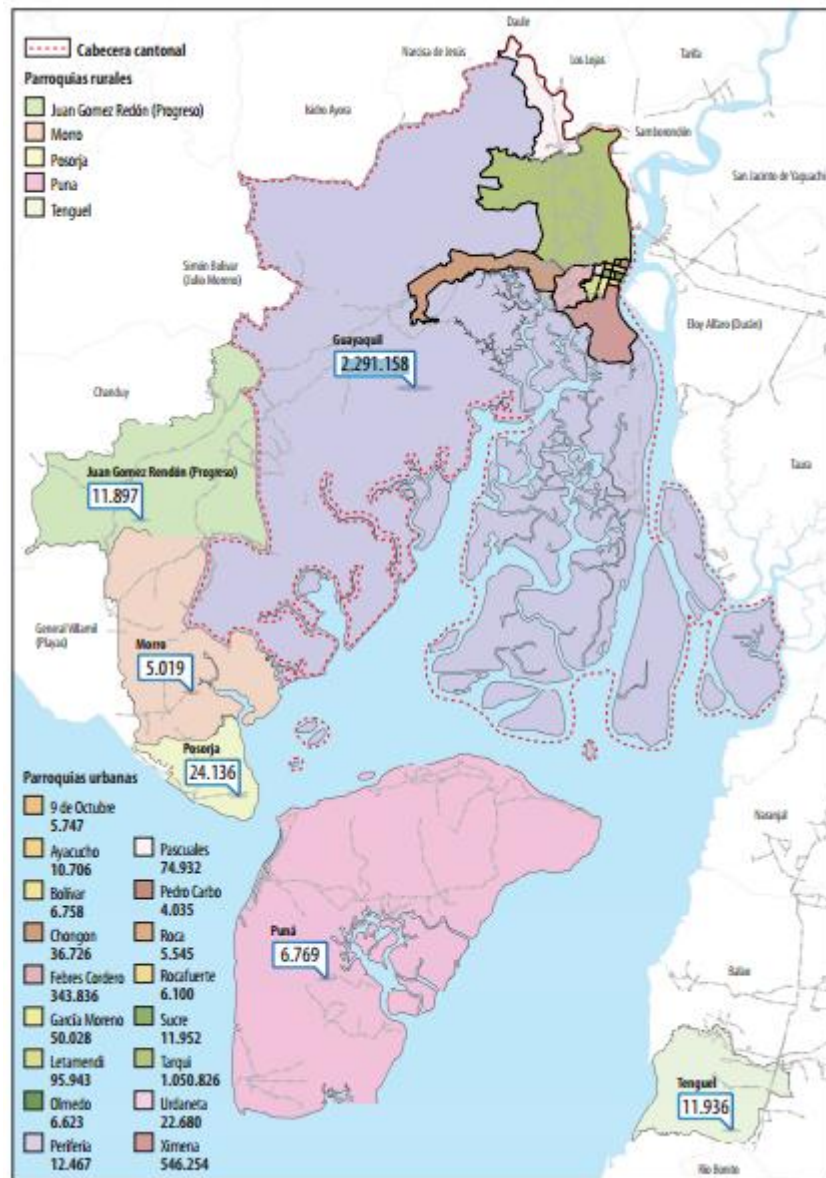 Daule
Cabecera cantonal
Narcisa de Jesús
Los Lojas
Tarifa
Parroquias rurales
Juan Gomez Redón (Progreso)
Isidro Ayora
Morro
Posorja
Samborondón
Puna
Tenguel
San Jacinto de Yaguachi
Simón Bolívar
(Julio Moreno)
Eloy Alfaro (Durán)
Guayaquil
2.291.158
Chanduy
Juan Gomez Rendón (Progreso)
11.897
Taura
General Villamil
(Playas)
Morro
5.019
Posorja
24.136
Parroquias urbanas
9 de Octubre
5.747
Ayacucho
10.706
Bolívar
6.758
Chongon
36.726
Febres Cordero
343.836
García Moreno
50.028
Letamendi
95.943
Olmedo
6.623
Periferia
12.467
Pascuales
74.932
Pedro Carbo
4.035
Roca
5.545
Rocafuerte
6.100
Sucre
11.952
Tarqui
1.050.826
Urdaneta
22.680
Ximena
546.254
Naranjal
Puná
6.769
Balao
Tenguel
11.936
Río Bonito